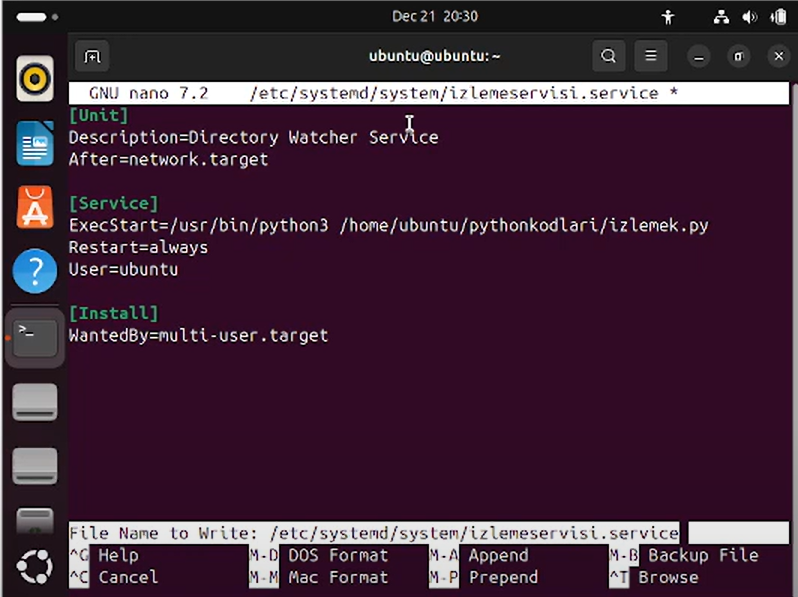 Dec 21 20:30
ubuntu@ubuntu: ~
GNU nano 7.2 /etc/systemd/system/izlemeservisi.service *
[Unit]
Description=Directory Watcher Service
After=network.target
[Service]
ExecStart=/usr/bin/python3 /home/ubuntu/pythonkodlari/izlemek.py
Restart=always
User=ubuntu
[Install]
WantedBy=multi-user.target
File Name to Write: /etc/systemd/system/izlemeservisi.service
^G Help M-D DOS Format M-A Append M-B Backup File
^C Cancel M-M Mac Format M-P Prepend ^T Browse